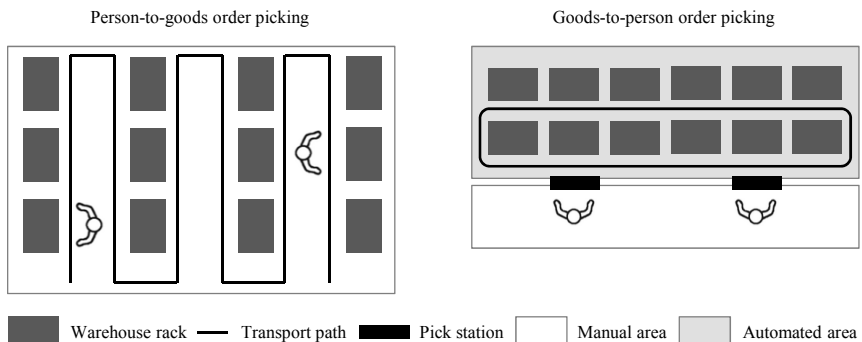 Person-to-goods order picking
Goods-to-person order picking
Warehouse rack
Transport path
Pick station
Manual area
Automated area